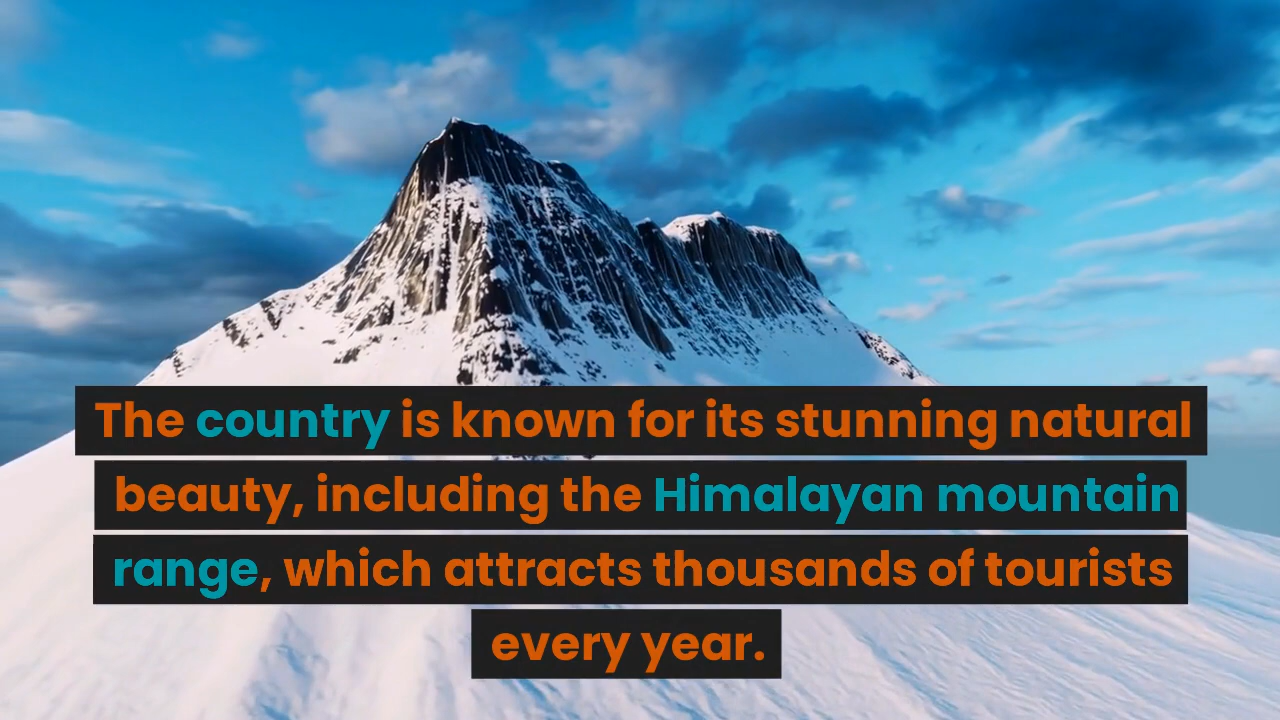 The country is known for its stunning natural
beauty, including the Himalayan mountain
range, which attracts thousands of tourists
every year.